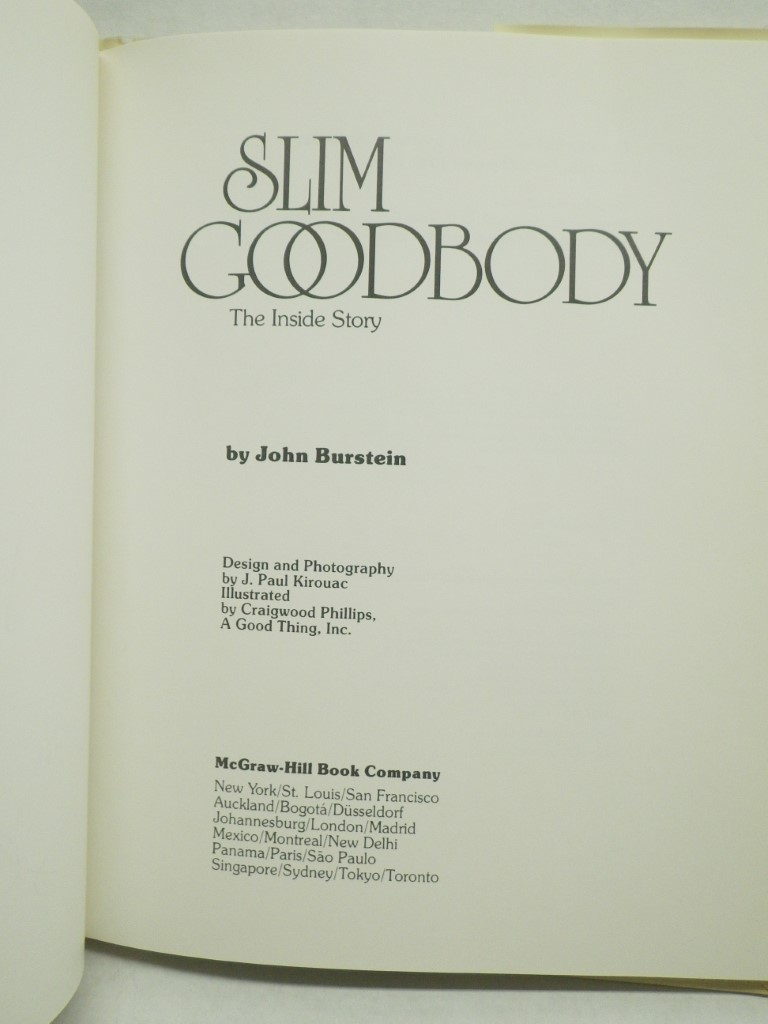 SLIM
GOODBODY
The Inside Story
by John Burstein
Design and Photography
by J. Paul Kirouac
Illustrated
by Craigwood Phillips,
A Good Thing, Inc.
McGraw-Hill Book Company
New York/St. Louis/San Francisco
Auckland/Bogotá/Düsseldorf
Johannesburg/London/Madrid
Mexico/Montreal/New Delhi
Panama/Paris/São Paulo
Singapore/Sydney/Tokyo/Toronto